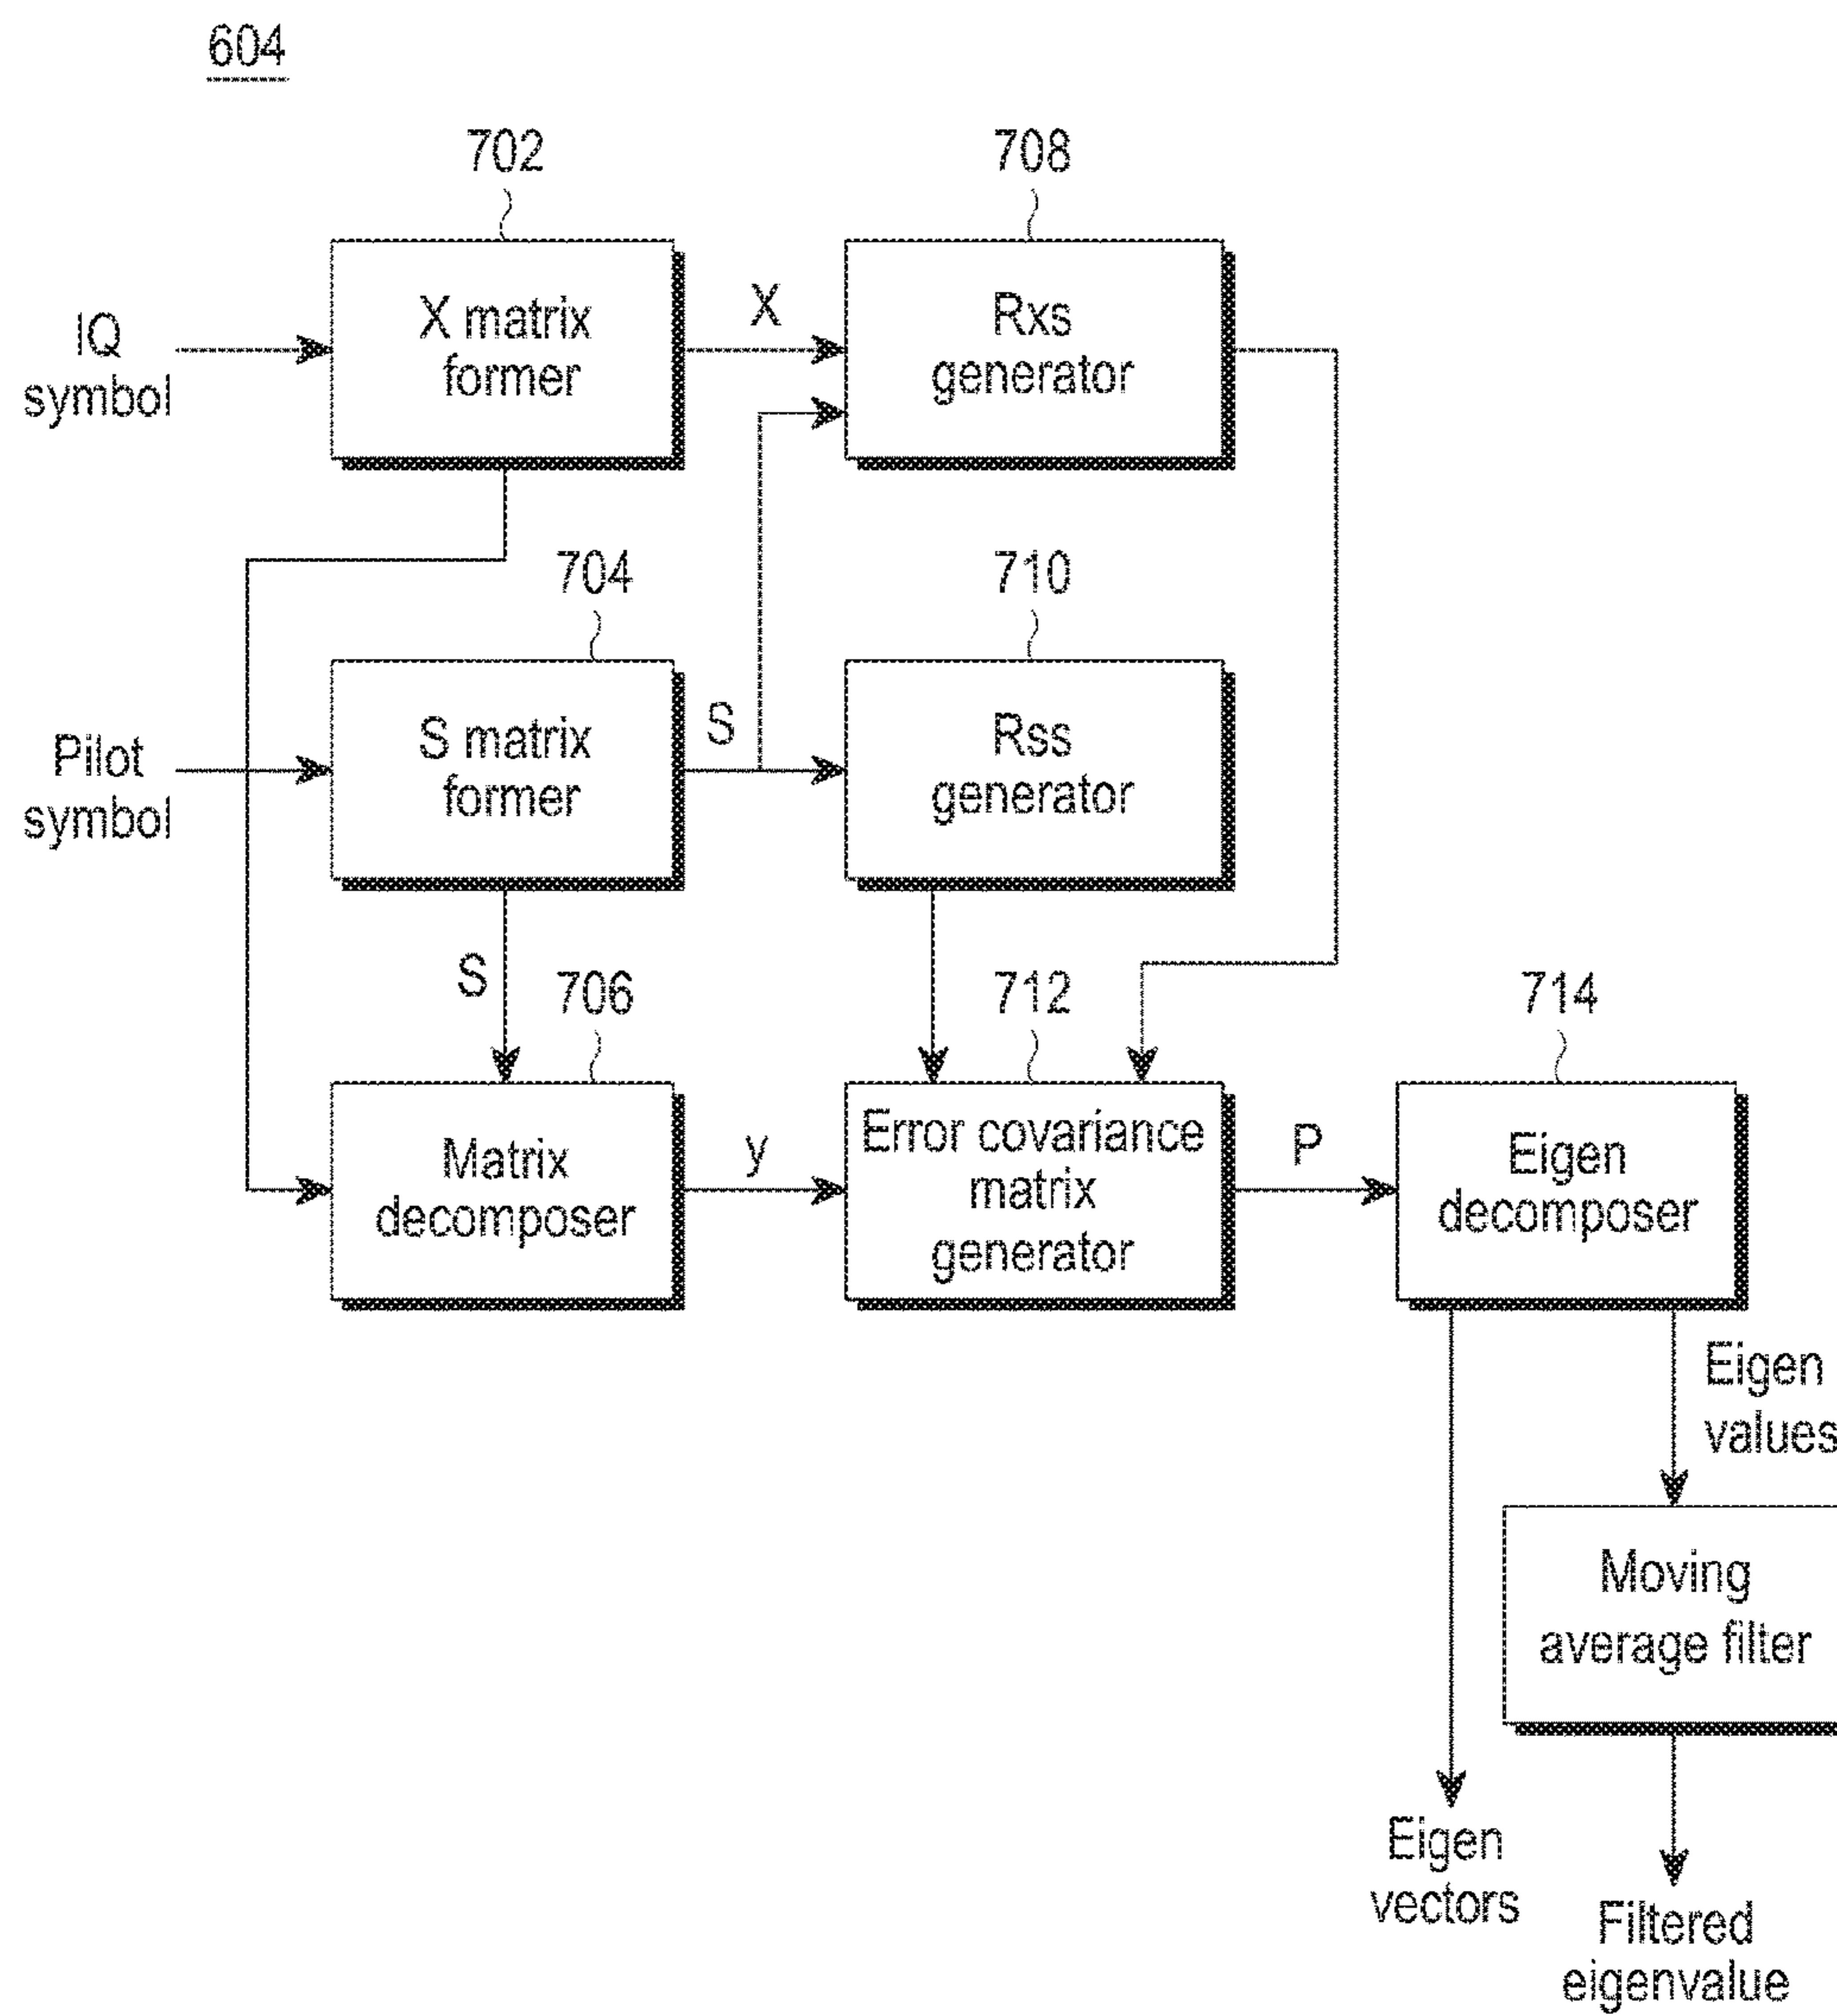 604
702
708
IQ
symbol
X matrix
former
X
Rxs
generator
704
710
Pilot
symbol
S matrix
former
S
Rss
generator
S
706
712
714
Matrix
decomposer
y
Error covariance
matrix
generator
P
Eigen
decomposer
Eigen
values
Moving
average filter
Eigen
vectors
Filtered
eigenvalue